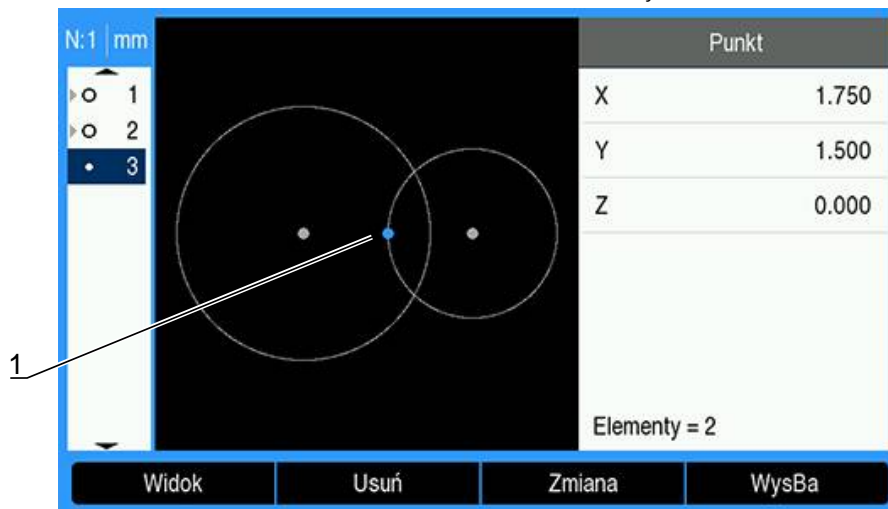 N:1 mm
Punkt
1
2
3
X 1.750
Y 1.500
Z 0.000
1
Elementy = 2
Widok Usuń Zmiana WysBa